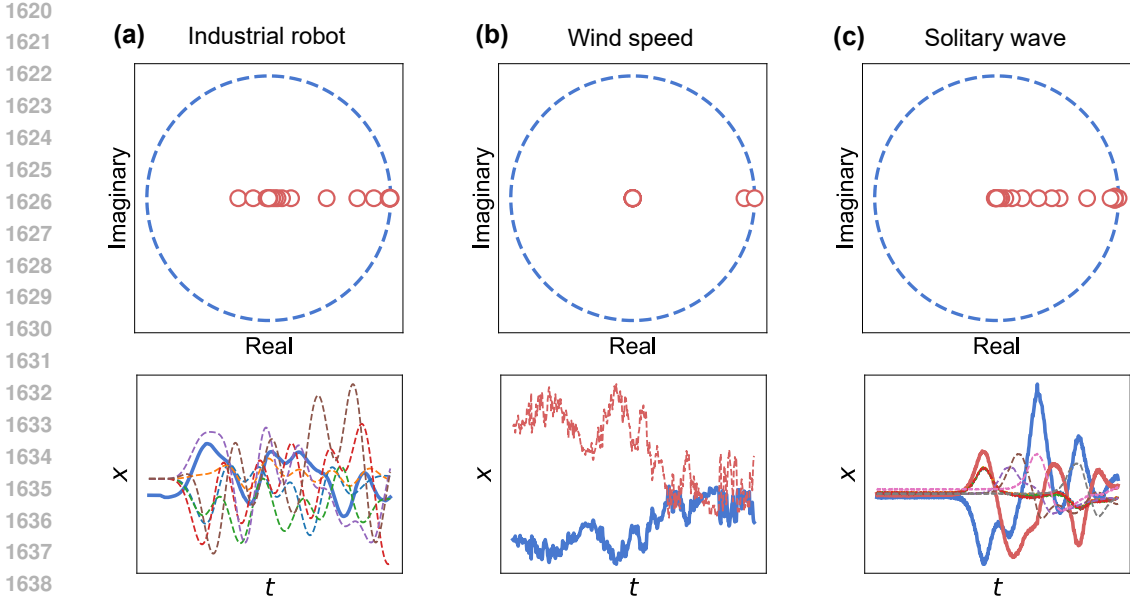 1620
1621
1622
1623
1624
1625
1626
1627
1628
1629
1630
1631
1632
1633
1634
1635
1636
1637
1638
(a) Industrial robot
Imaginary
Real
x
t
(b) Wind speed
Imaginary
Real
x
t
(c) Solitary wave
Imaginary
Real
x
t